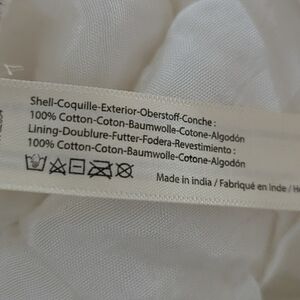 Shell-Coquille-Exterior-Oberstoff-Conche :
100% Cotton-Coton-Baumwolle-Cotone-Algodón
Lining-Doublure-Futter-Fodera-Revestimiento :
100% Cotton-Coton-Baumwolle-Cotone-Algodón
Made in india / Fabriqué en Inde /